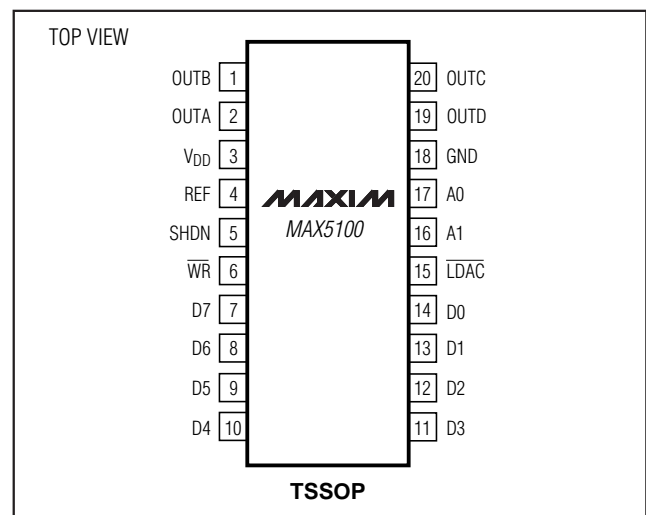 TOP VIEW
OUTB 1 20 OUTC
OUTA 2 19 OUTD
VDD 3 18 GND
REF 4 MAXIM 17 A0
SHDN 5 MAX5100 16 A1
W̅R̅ 6 15 L̅D̅A̅C̅
D7 7 14 D0
D6 8 13 D1
D5 9 12 D2
D4 10 11 D3
TSSOP